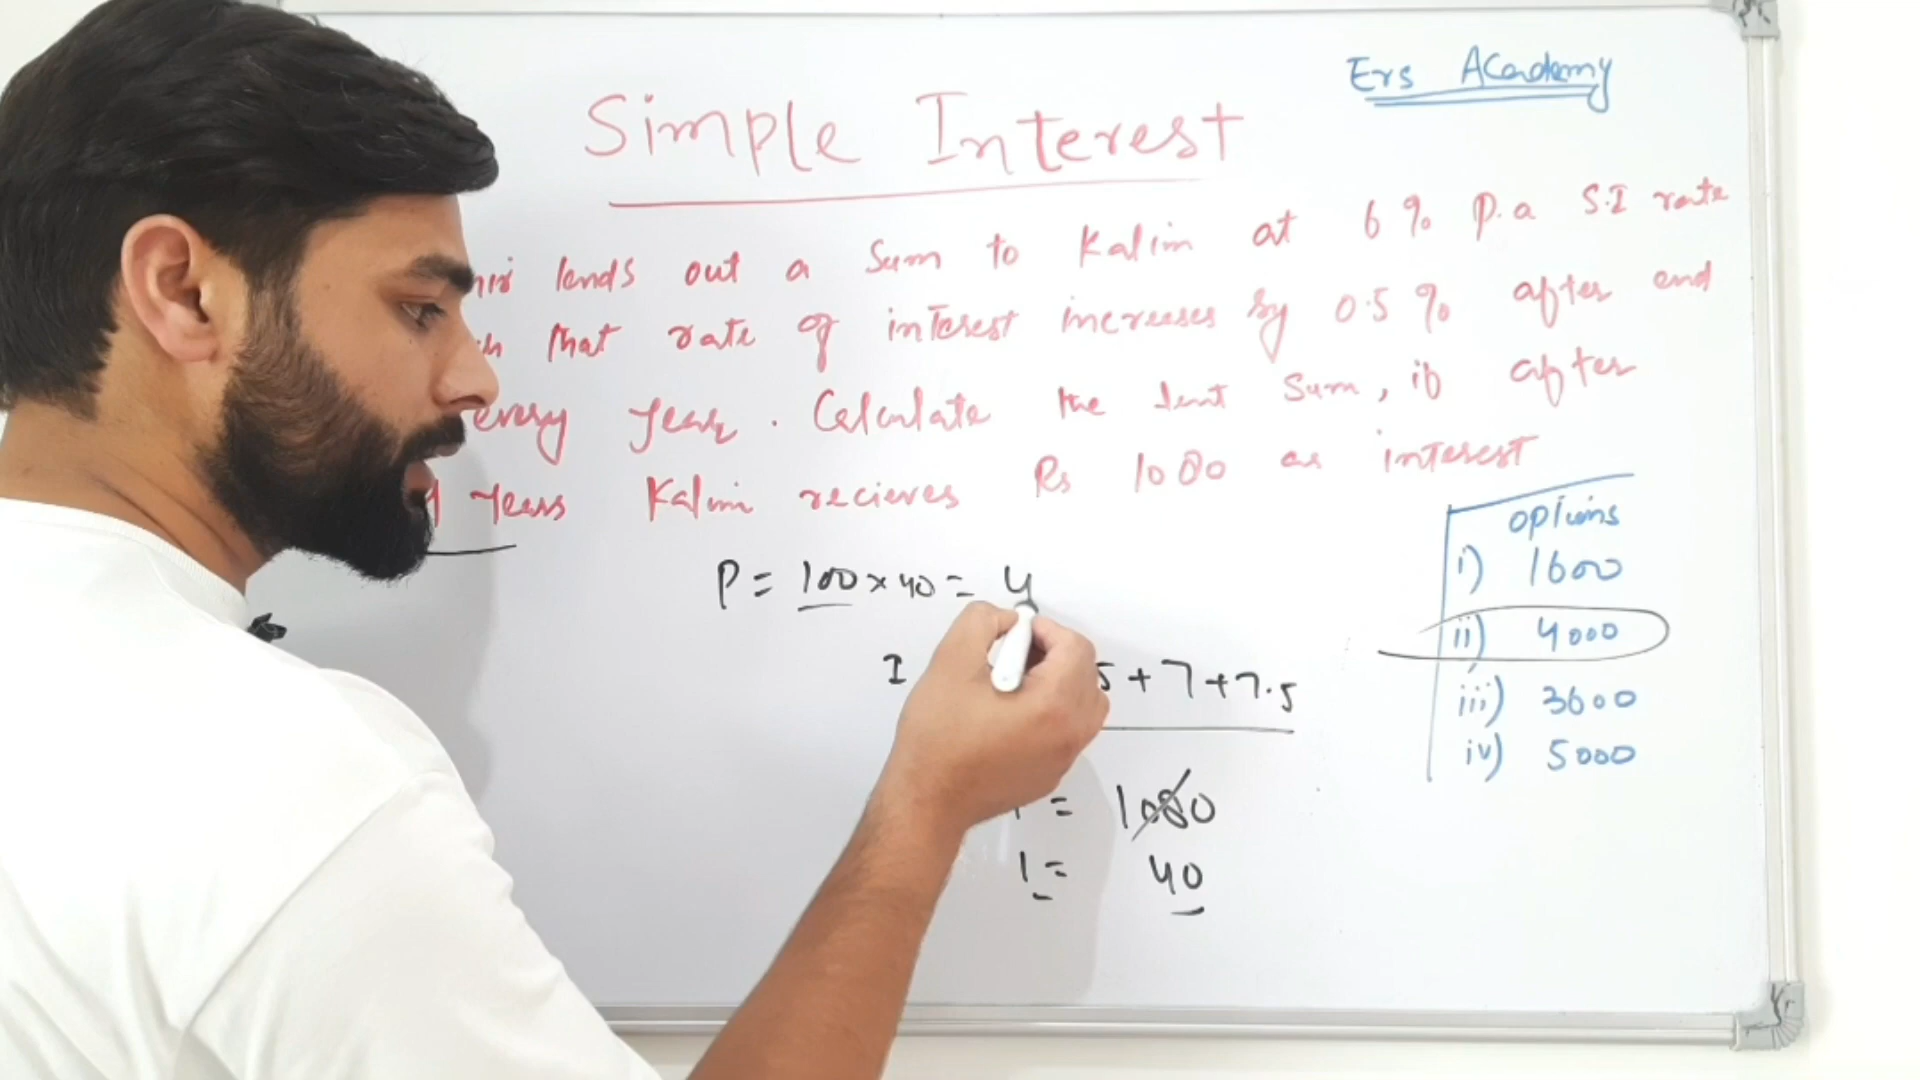 Ers Academy
Simple Interest
lends out a Sum to Kalim at 6% p.a S.I rate
that rate of interest increases by 0.5% after end
every year. Calculate the lent Sum, if after
years Kalim recieves Rs 1080 as interest
options
i) 1600
ii) 4000
iii) 3600
iv) 5000
P = 100 × 40 = 4
I 5 + 7 + 7.5
= 1080
1 = 40